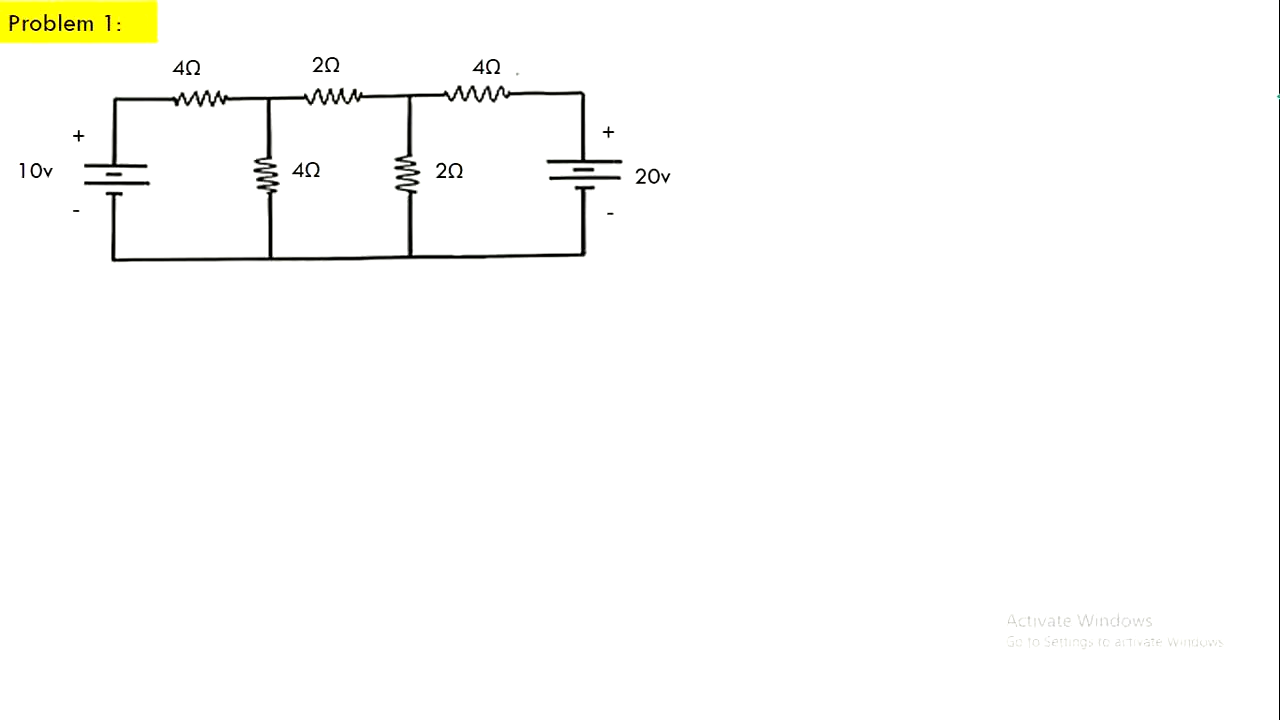 Problem 1:
4Ω 2Ω 4Ω
+ +
10v 4Ω 2Ω 20v
- -
Activate Windows
Go to Settings to activate Windows